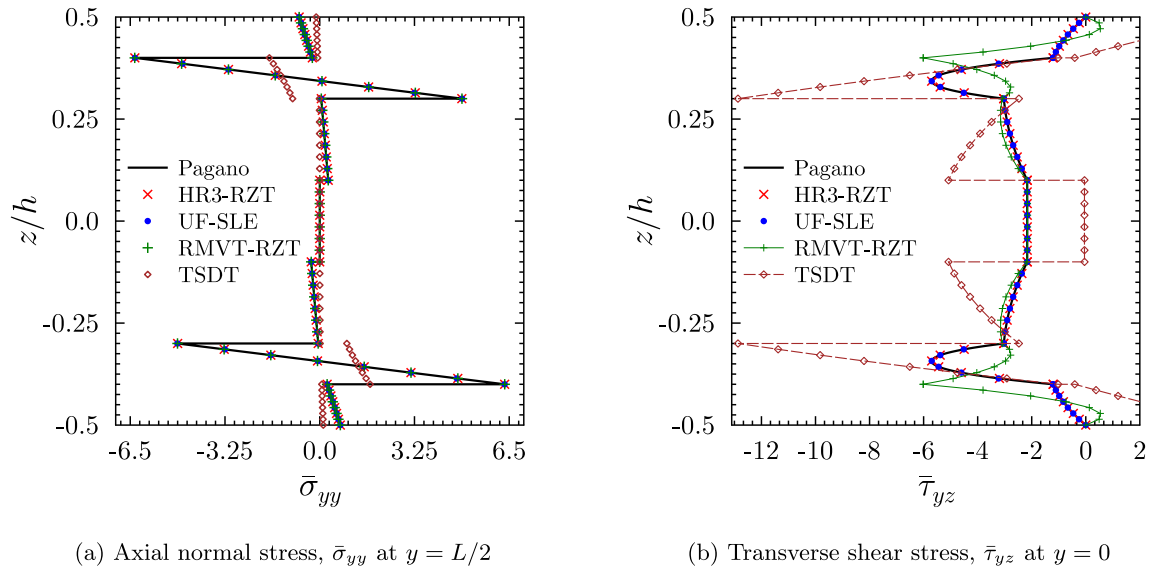 0.5
0.25
0.0
-0.25
-0.5
z/h
Pagano
HR3-RZT
UF-SLE
RMVT-RZT
TSDT
-6.5 -3.25 0.0 3.25 6.5
σ̄yy
(a) Axial normal stress, σ̄yy at y = L/2
0.5
0.25
0.0
-0.25
-0.5
z/h
Pagano
HR3-RZT
UF-SLE
RMVT-RZT
TSDT
-12 -10 -8 -6 -4 -2 0 2
τ̄yz
(b) Transverse shear stress, τ̄yz at y = 0